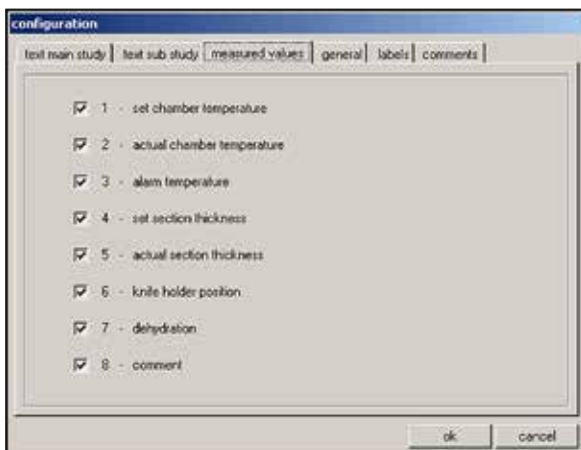 configuration
text main study text sub study measured values general labels comments
1 - set chamber temperature
2 - actual chamber temperature
3 - alarm temperature
4 - set section thickness
5 - actual section thickness
6 - knife holder position
7 - dehydration
8 - comment
ok cancel